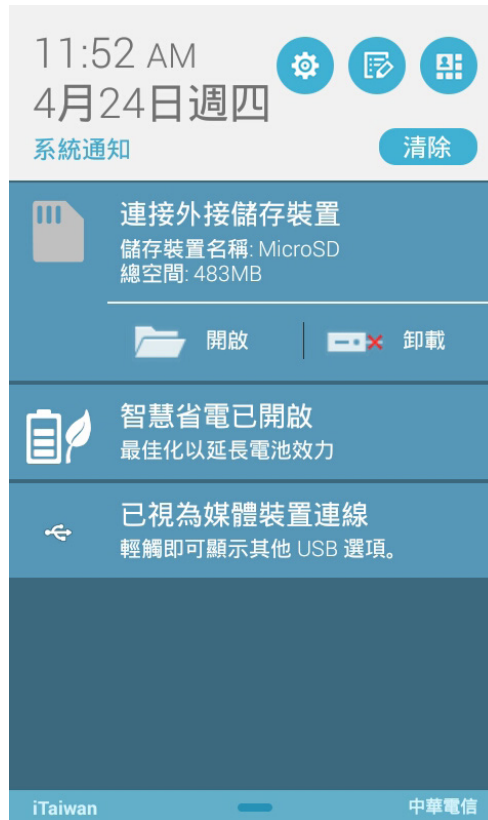 11:52 AM
4月24日週四
系統通知
清除
連接外接儲存裝置
儲存裝置名稱: MicroSD
總空間: 483MB
開啟
卸載
智慧省電已開啟
最佳化以延長電池效力
已視為媒體裝置連線
輕觸即可顯示其他 USB 選項。
iTaiwan
中華電信